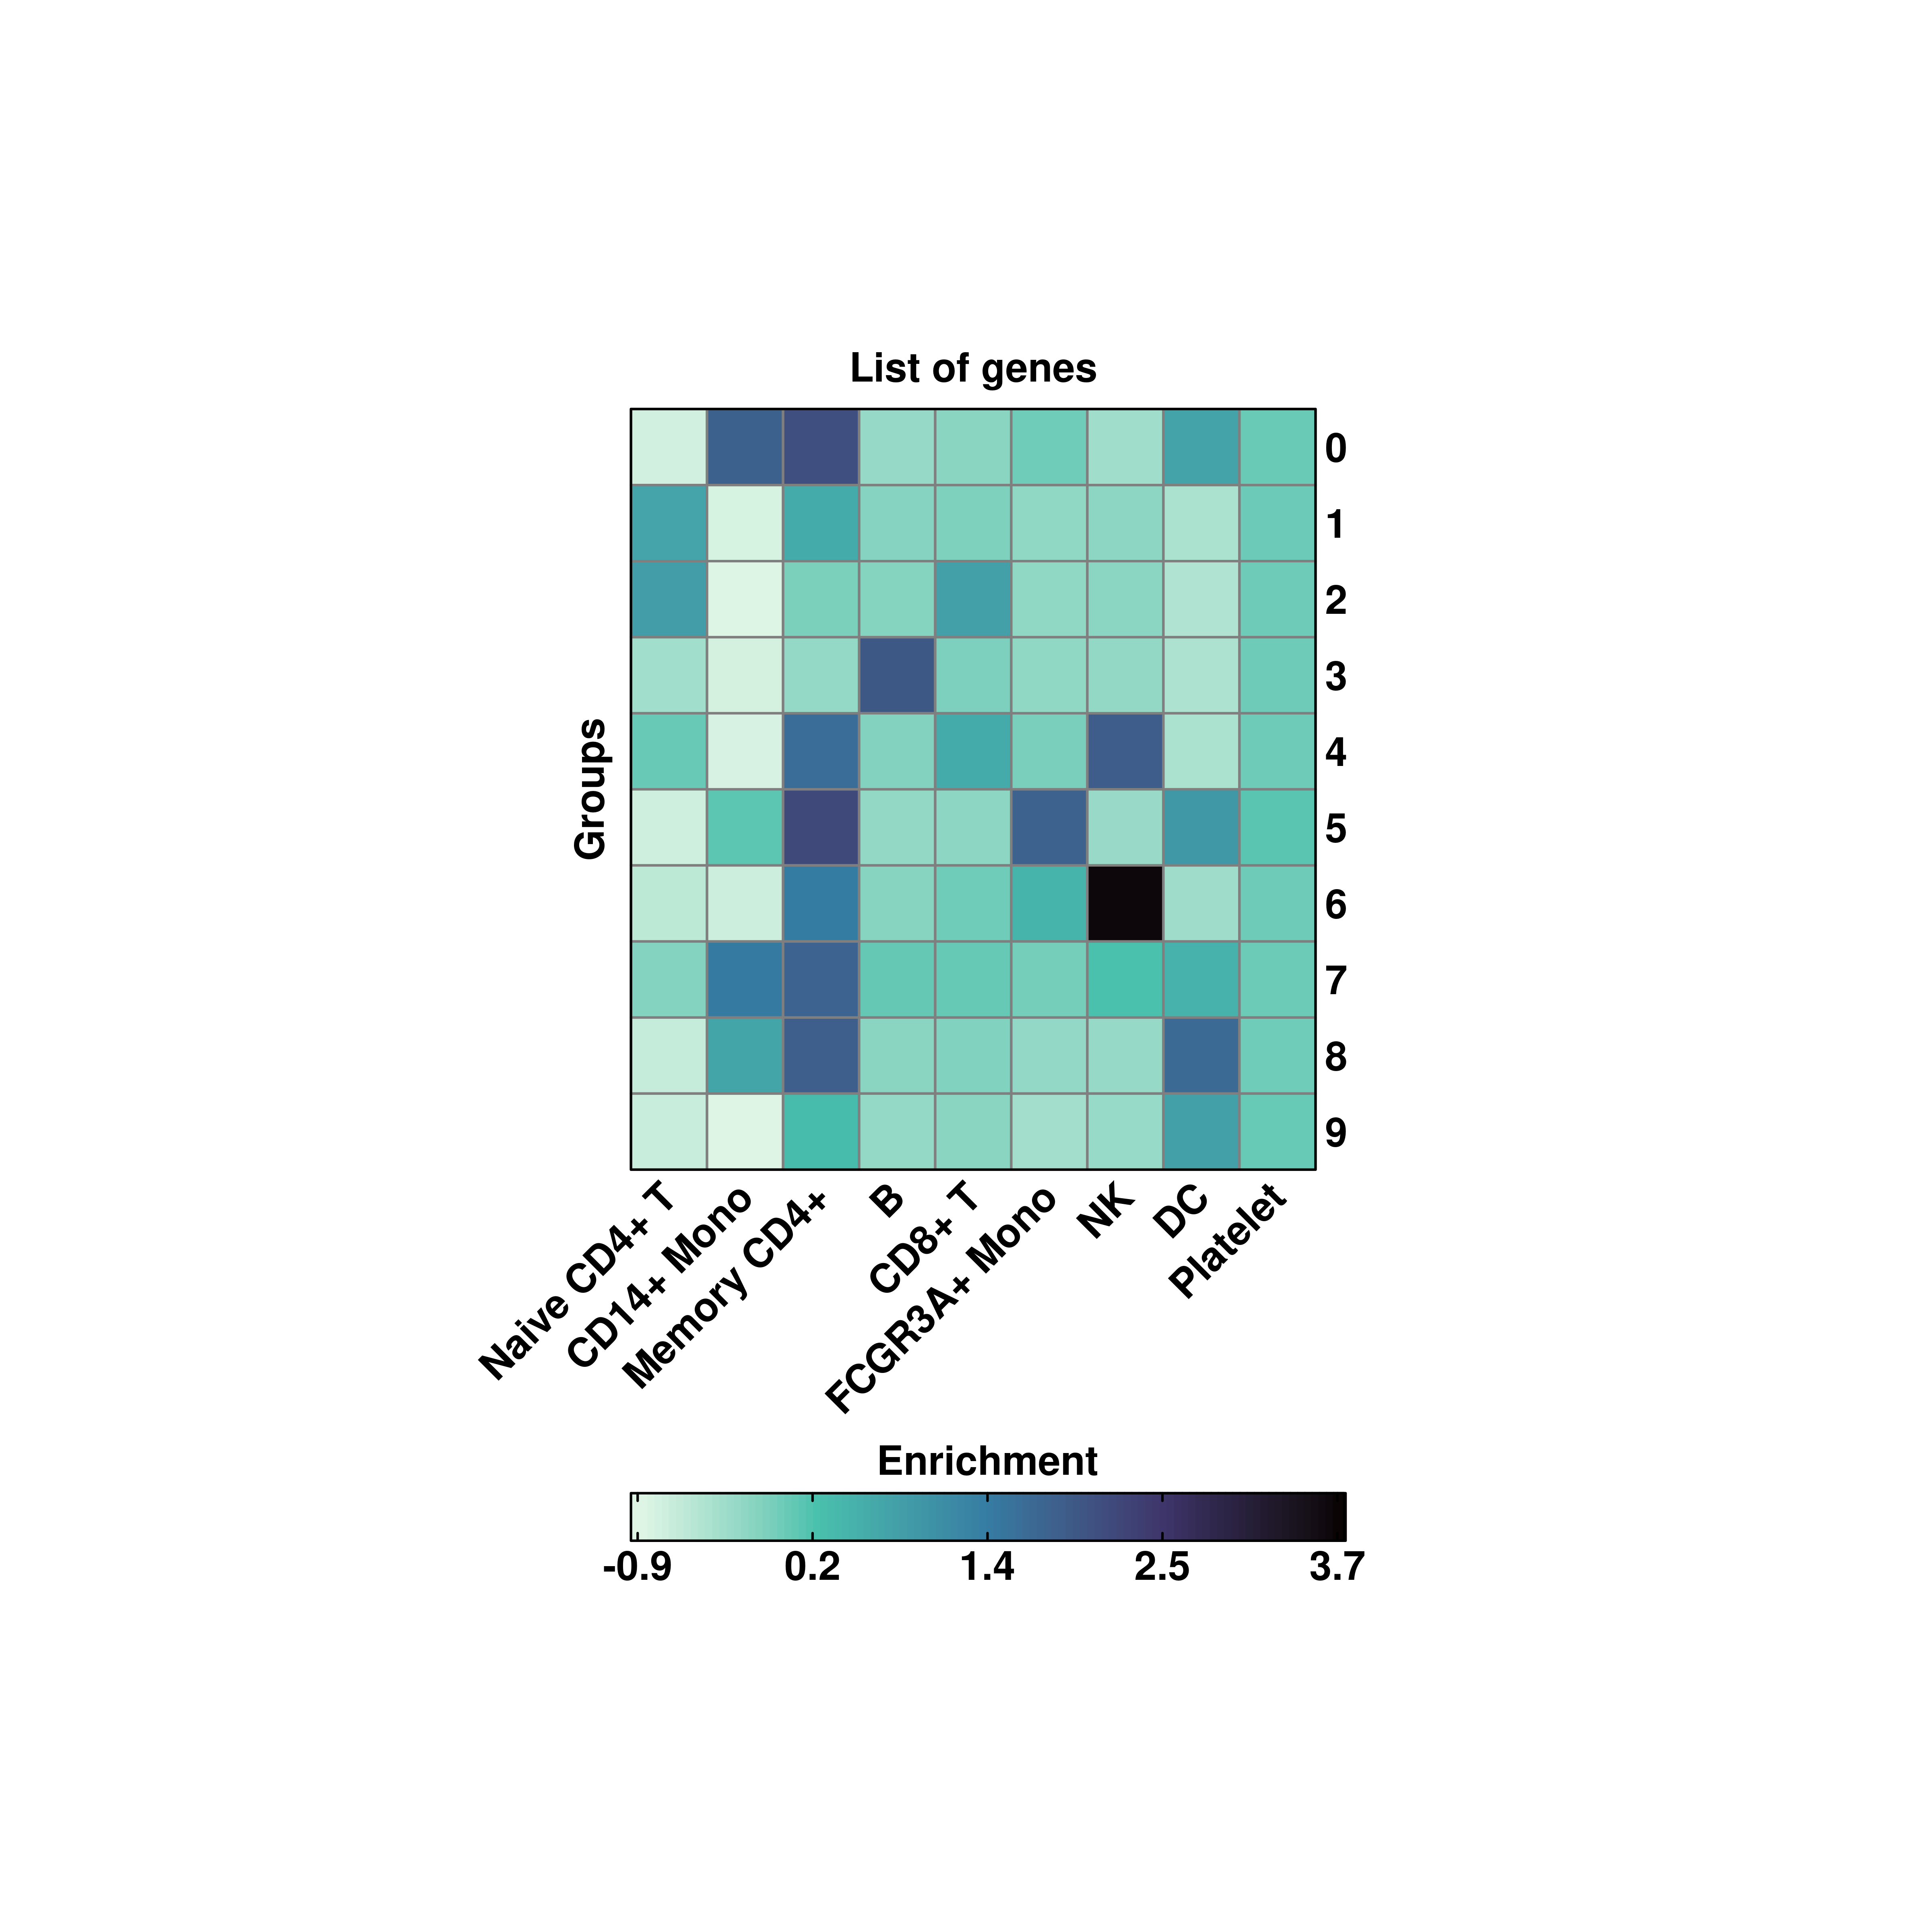 List of genes
Groups
0
1
2
3
4
5
6
7
8
9
Naive CD4+ T
CD14+ Mono
Memory CD4+
B
CD8+ T
FCGR3A+ Mono
NK
DC
Platelet
Enrichment
-0.9 0.2 1.4 2.5 3.7